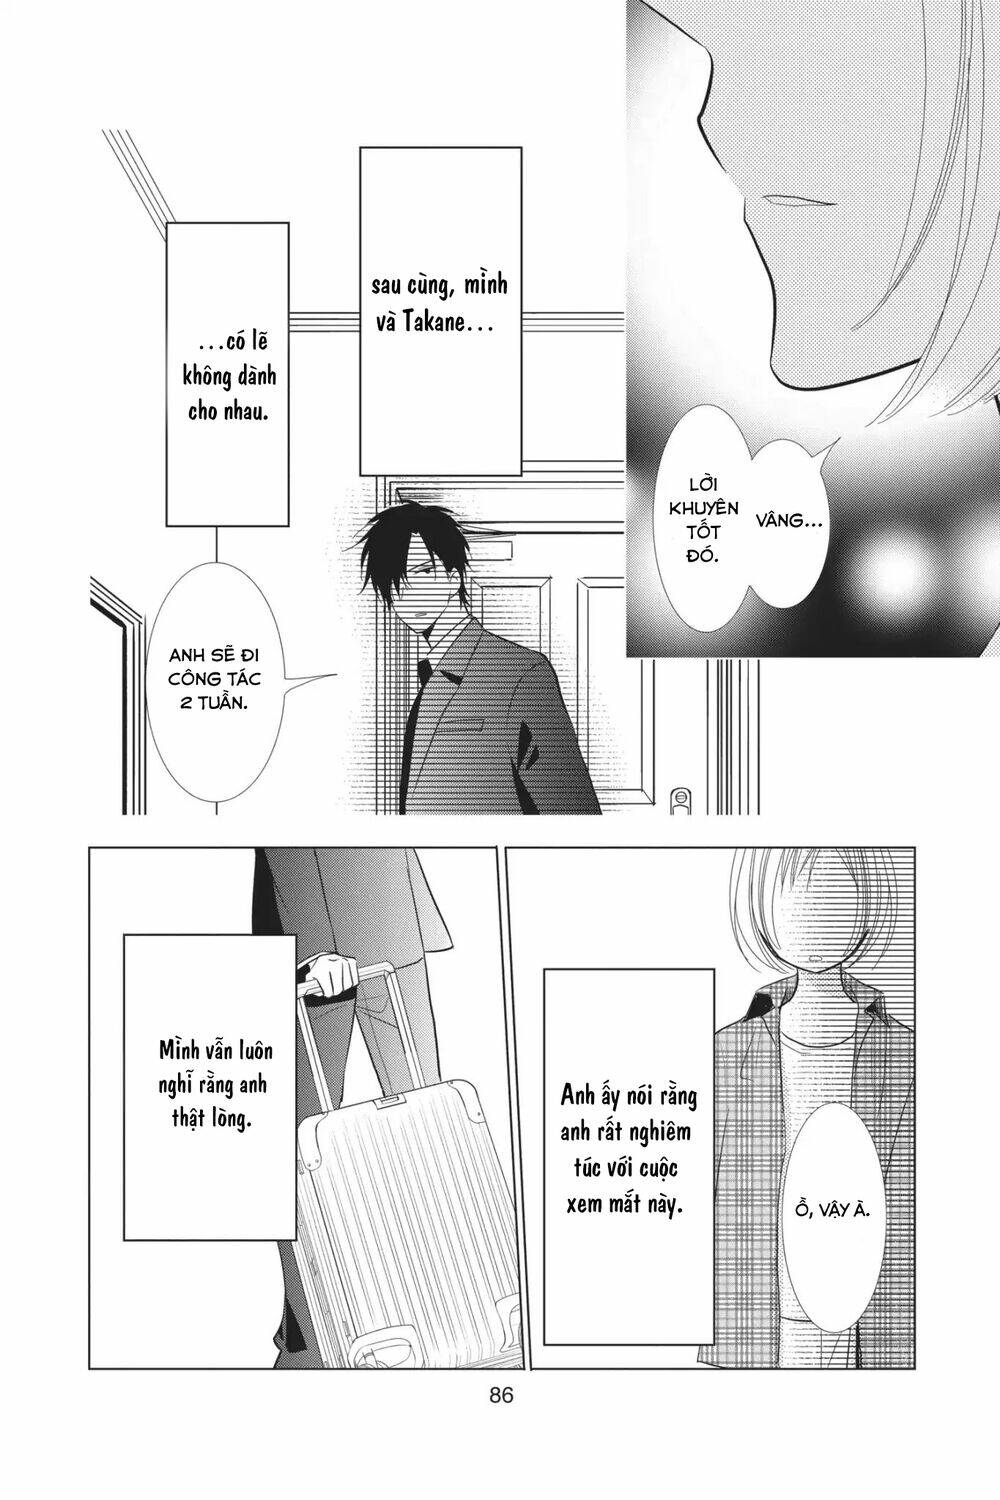 VÂNG...
LỜI
KHUYÊN
TỐT
ĐÓ.
sau cùng, mình
và Takane...
...có lẽ
không dành
cho nhau.
ANH SẼ ĐI
CÔNG TÁC
2 TUẦN.
Ồ, VẬY À.
Anh ấy nói rằng
anh rất nghiêm
túc với cuộc
xem mắt này.
Mình vẫn luôn
nghĩ rằng anh
thật lòng.
86